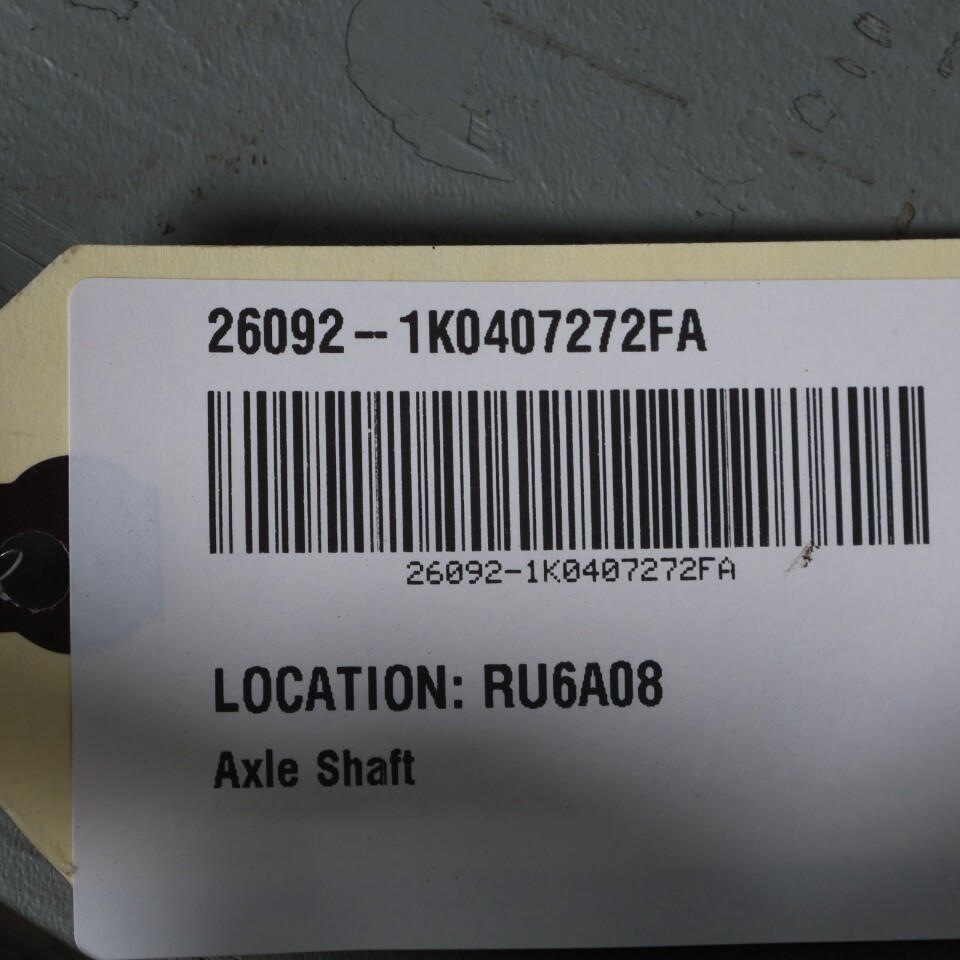 26092-1K0407272FA
26092-1K0407272FA
LOCATION: RU6A08
Axle Shaft